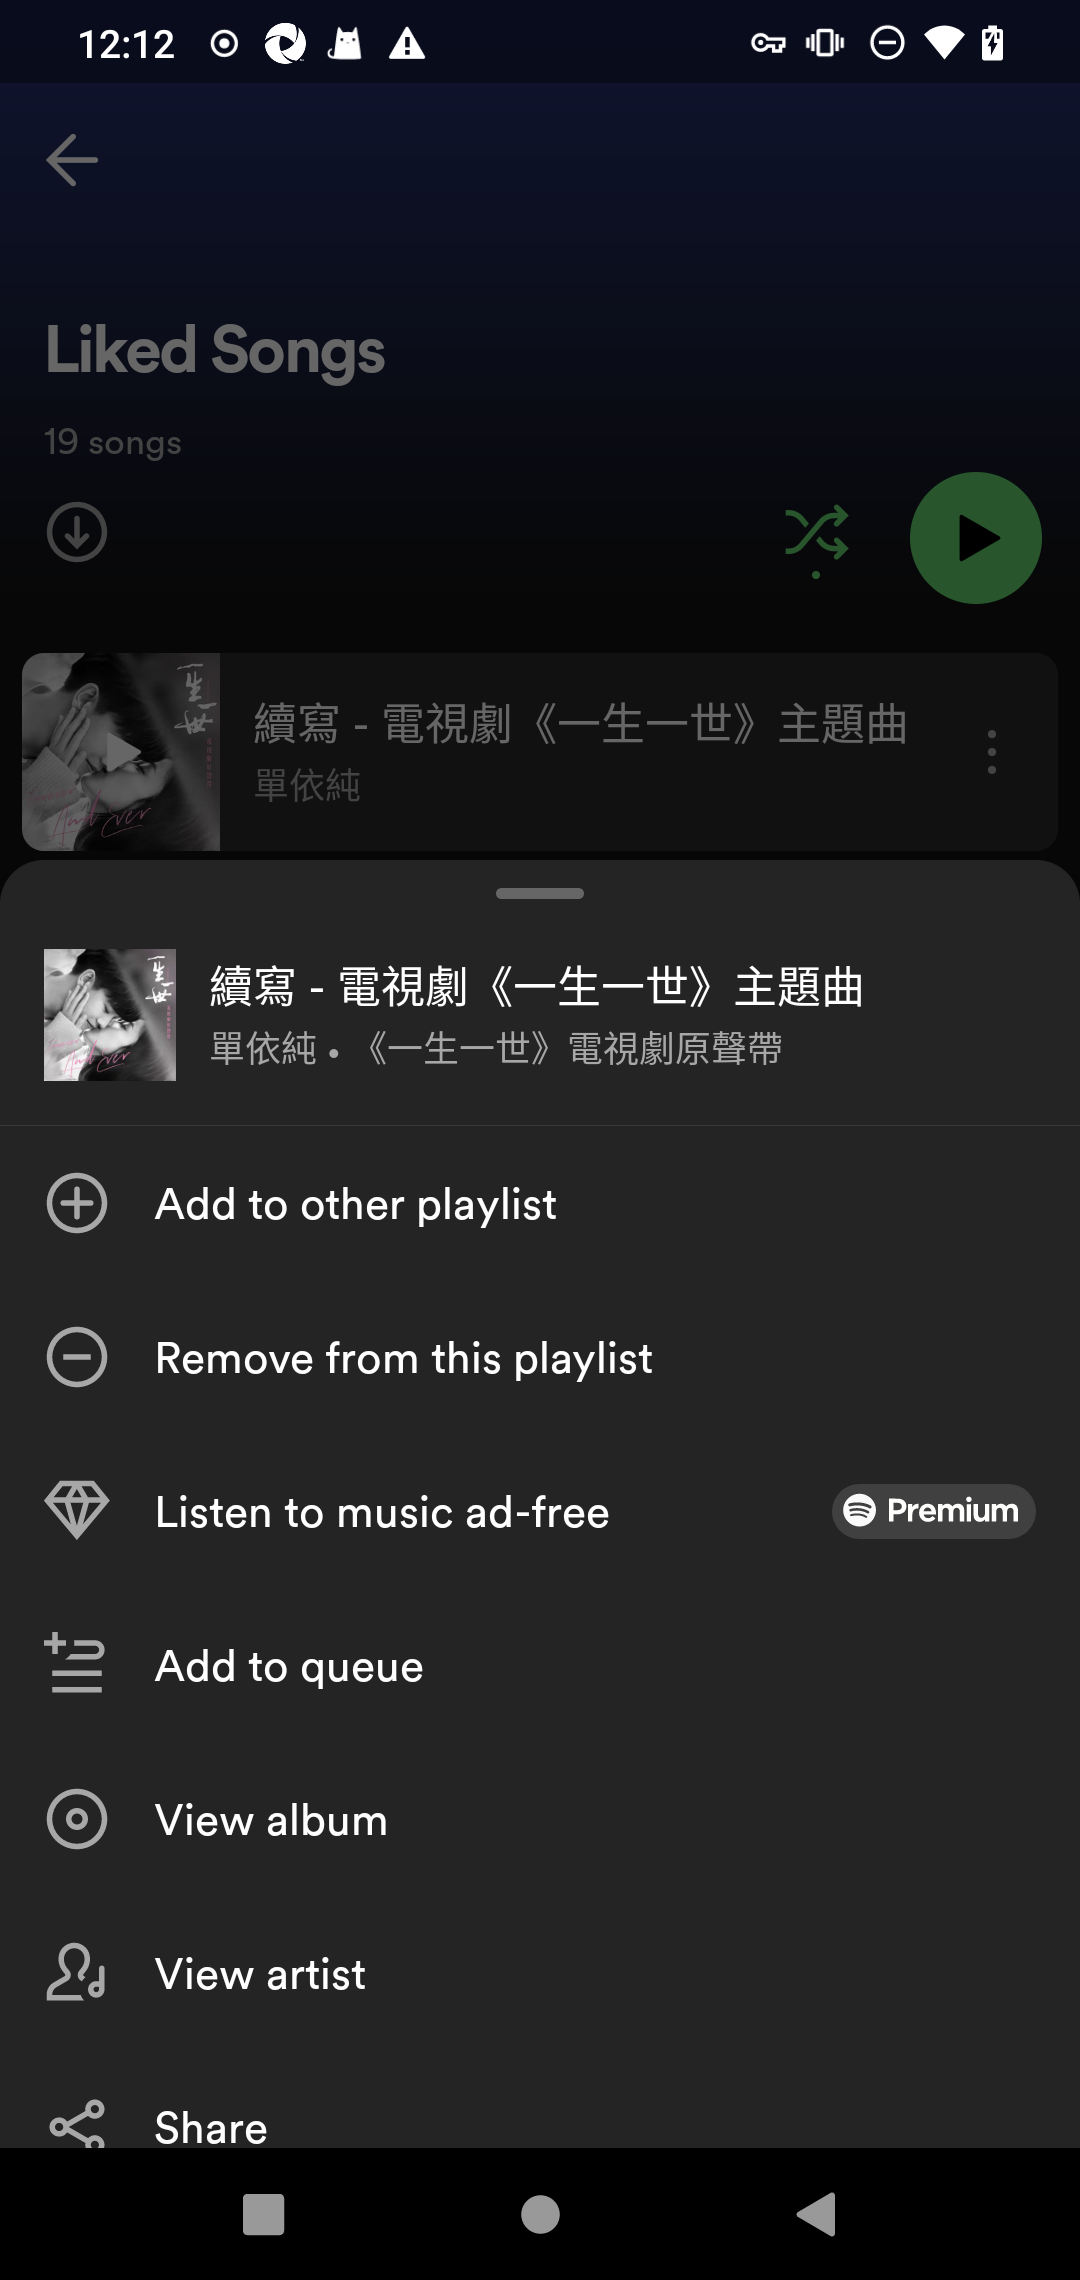 12:12
Liked Songs
19 songs
續寫 - 電視劇《一生一世》主題曲
單依純
續寫 - 電視劇《一生一世》主題曲
單依純 • 《一生一世》電視劇原聲帶
Add to other playlist
Remove from this playlist
Listen to music ad-free
Premium
Add to queue
View album
View artist
Share